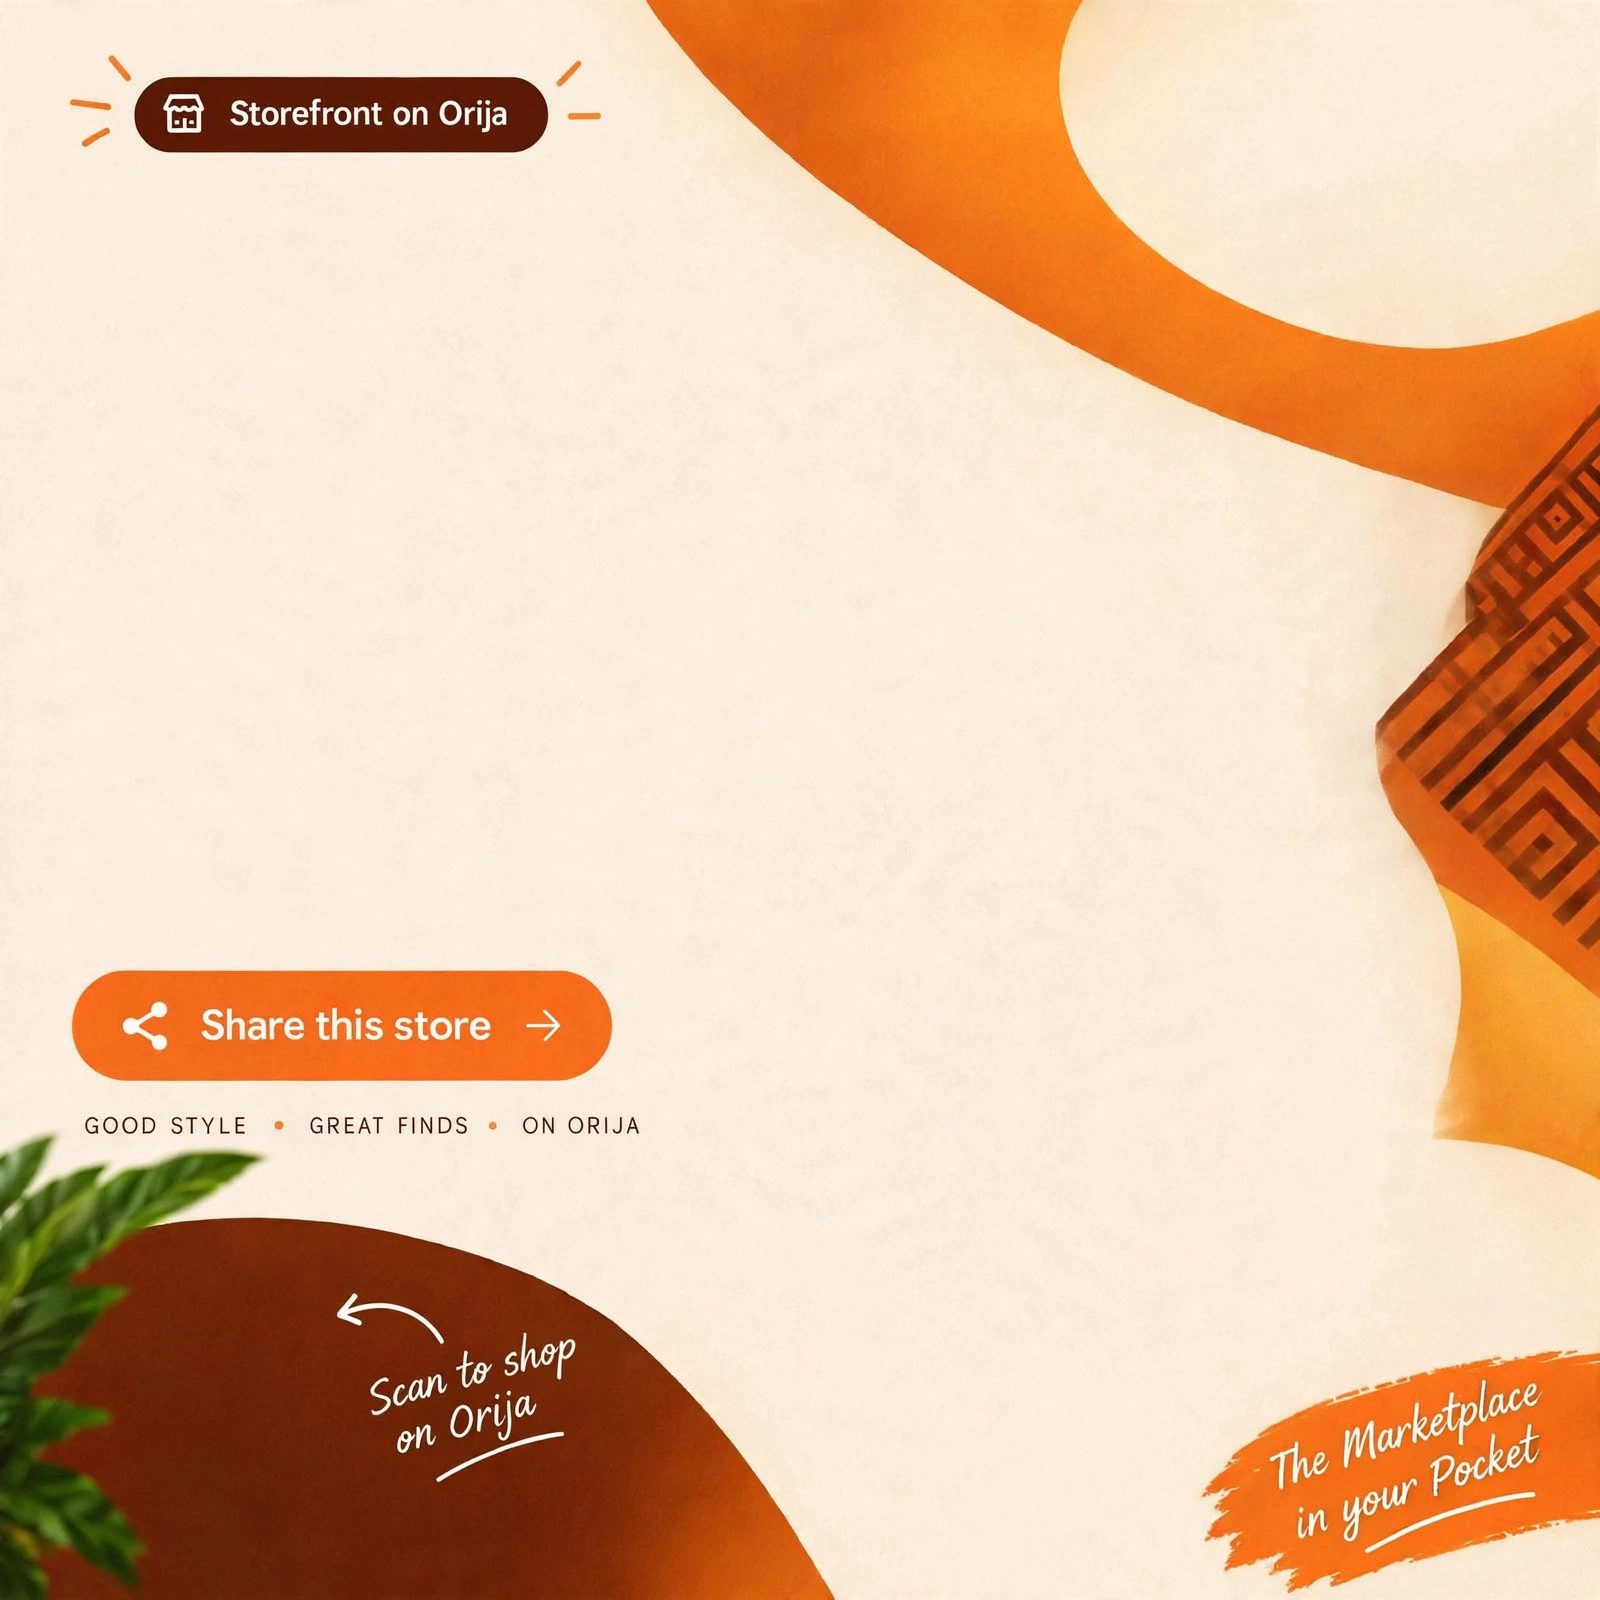 Storefront on Orija
Share this store
GOOD STYLE • GREAT FINDS • ON ORIJA
Scan to shop
on Orija
The Marketplace
in your Pocket